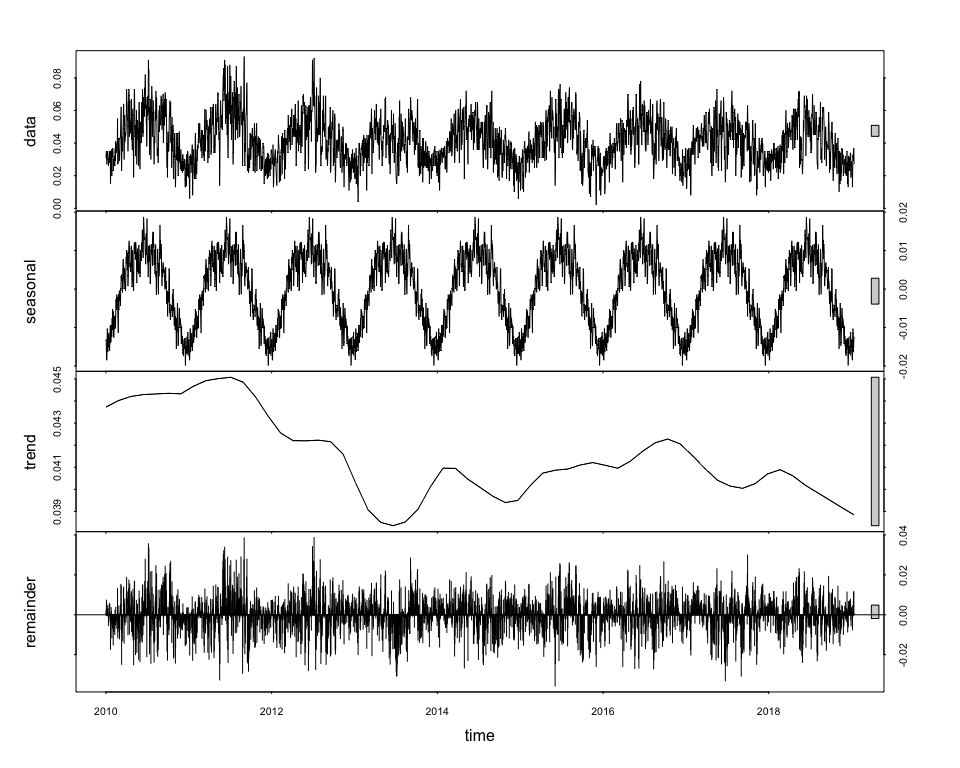 data
0.00 0.02 0.04 0.06 0.08
seasonal
-0.02 -0.01 0.00 0.01 0.02
trend
0.039 0.041 0.043 0.045
remainder
-0.02 0.00 0.02 0.04
2010 2012 2014 2016 2018
time